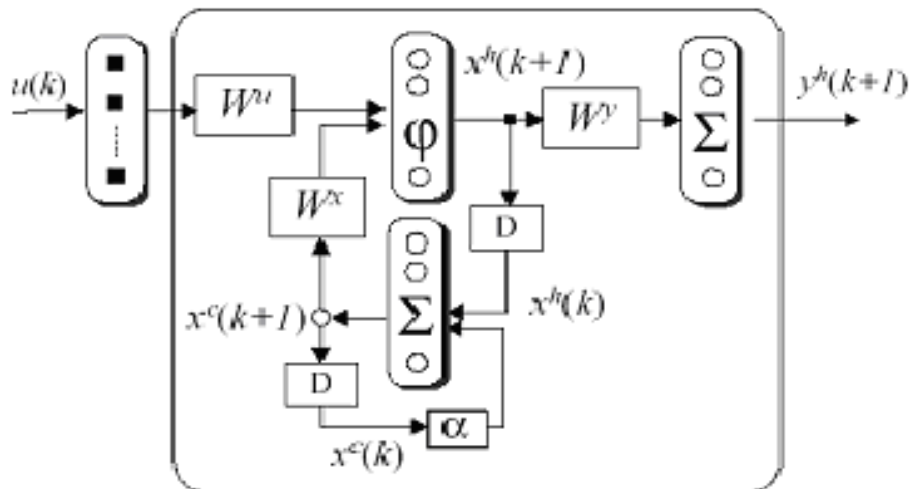 u(k)
W^u
φ
x^h(k+1)
W^y
Σ
y^h(k+1)
W^x
D
Σ
x^h(k)
x^c(k+1)
D
α
x^c(k)